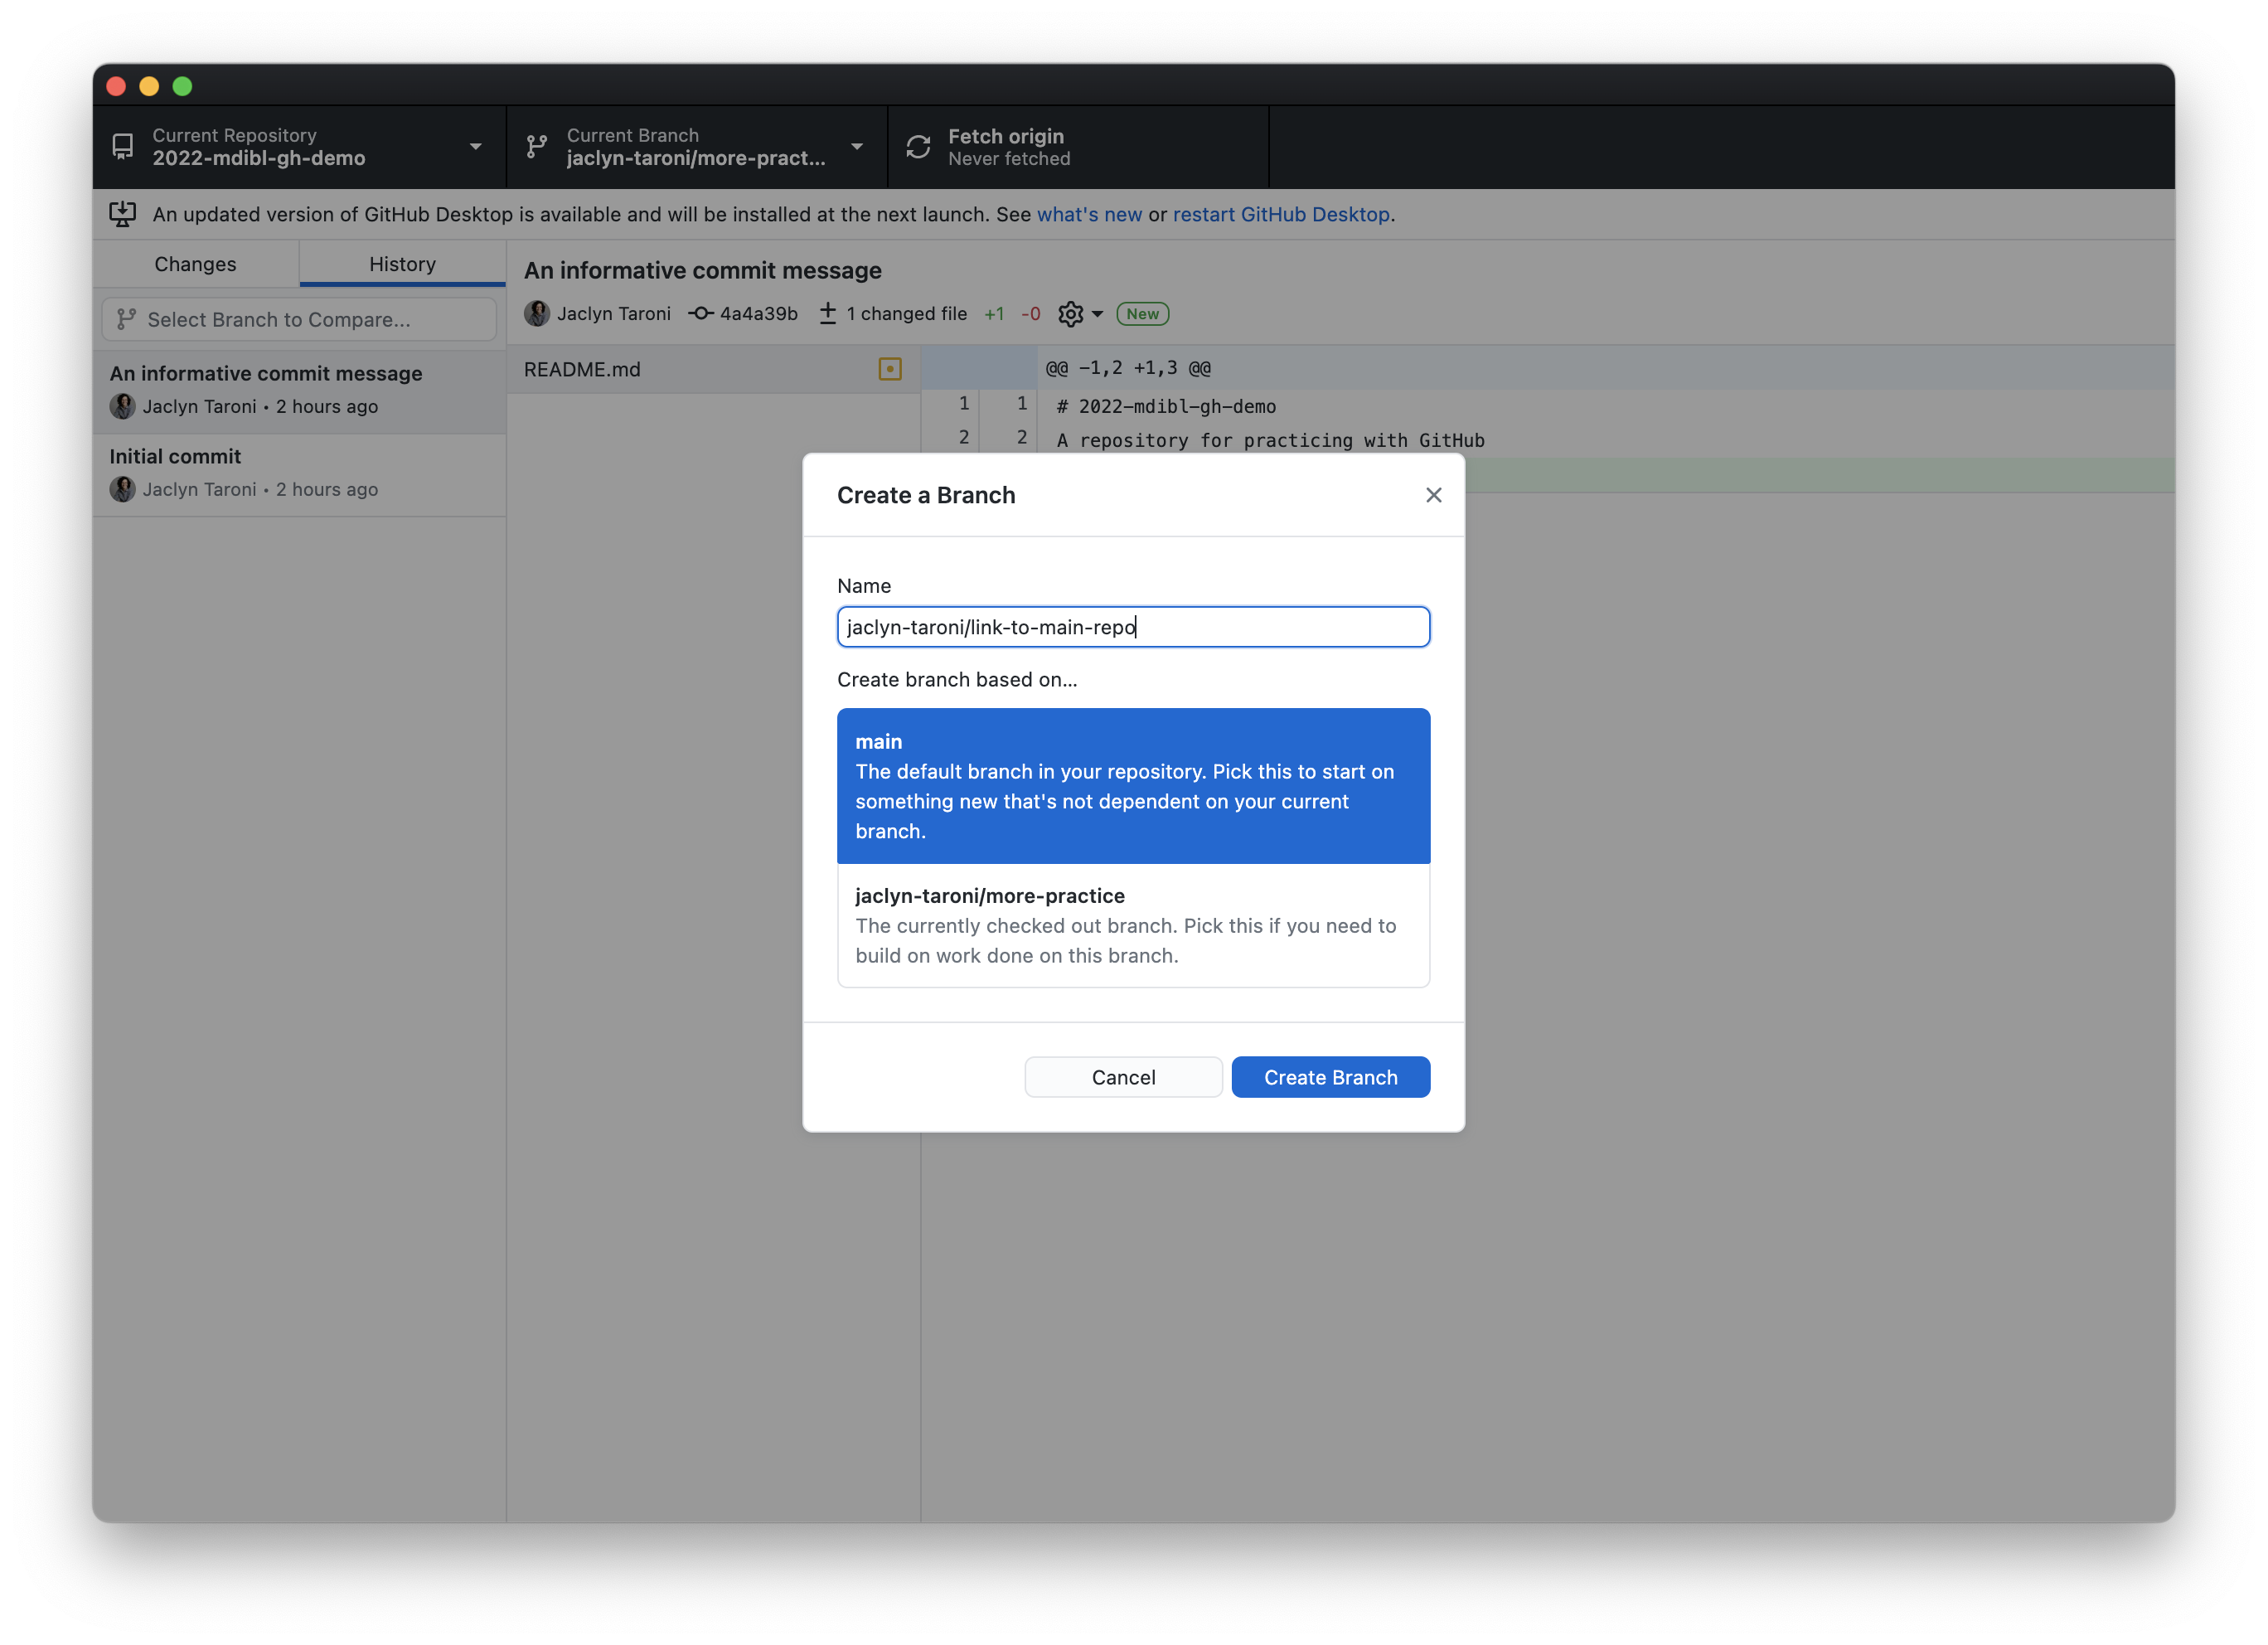 Current Repository
2022-mdibl-gh-demo
Current Branch
jaclyn-taroni/more-pract...
Fetch origin
Never fetched
An updated version of GitHub Desktop is available and will be installed at the next launch. See what's new or restart GitHub Desktop.
Changes
History
Select Branch to Compare...
An informative commit message
Jaclyn Taroni • 2 hours ago
Initial commit
Jaclyn Taroni • 2 hours ago
An informative commit message
Jaclyn Taroni 4a4a39b 1 changed file +1 -0 New
README.md
@@ -1,2 +1,3 @@
1 1 # 2022-mdibl-gh-demo
2 2 A repository for practicing with GitHub
Create a Branch
Name
jaclyn-taroni/link-to-main-repo
Create branch based on...
main
The default branch in your repository. Pick this to start on
something new that's not dependent on your current
branch.
jaclyn-taroni/more-practice
The currently checked out branch. Pick this if you need to
build on work done on this branch.
Cancel
Create Branch